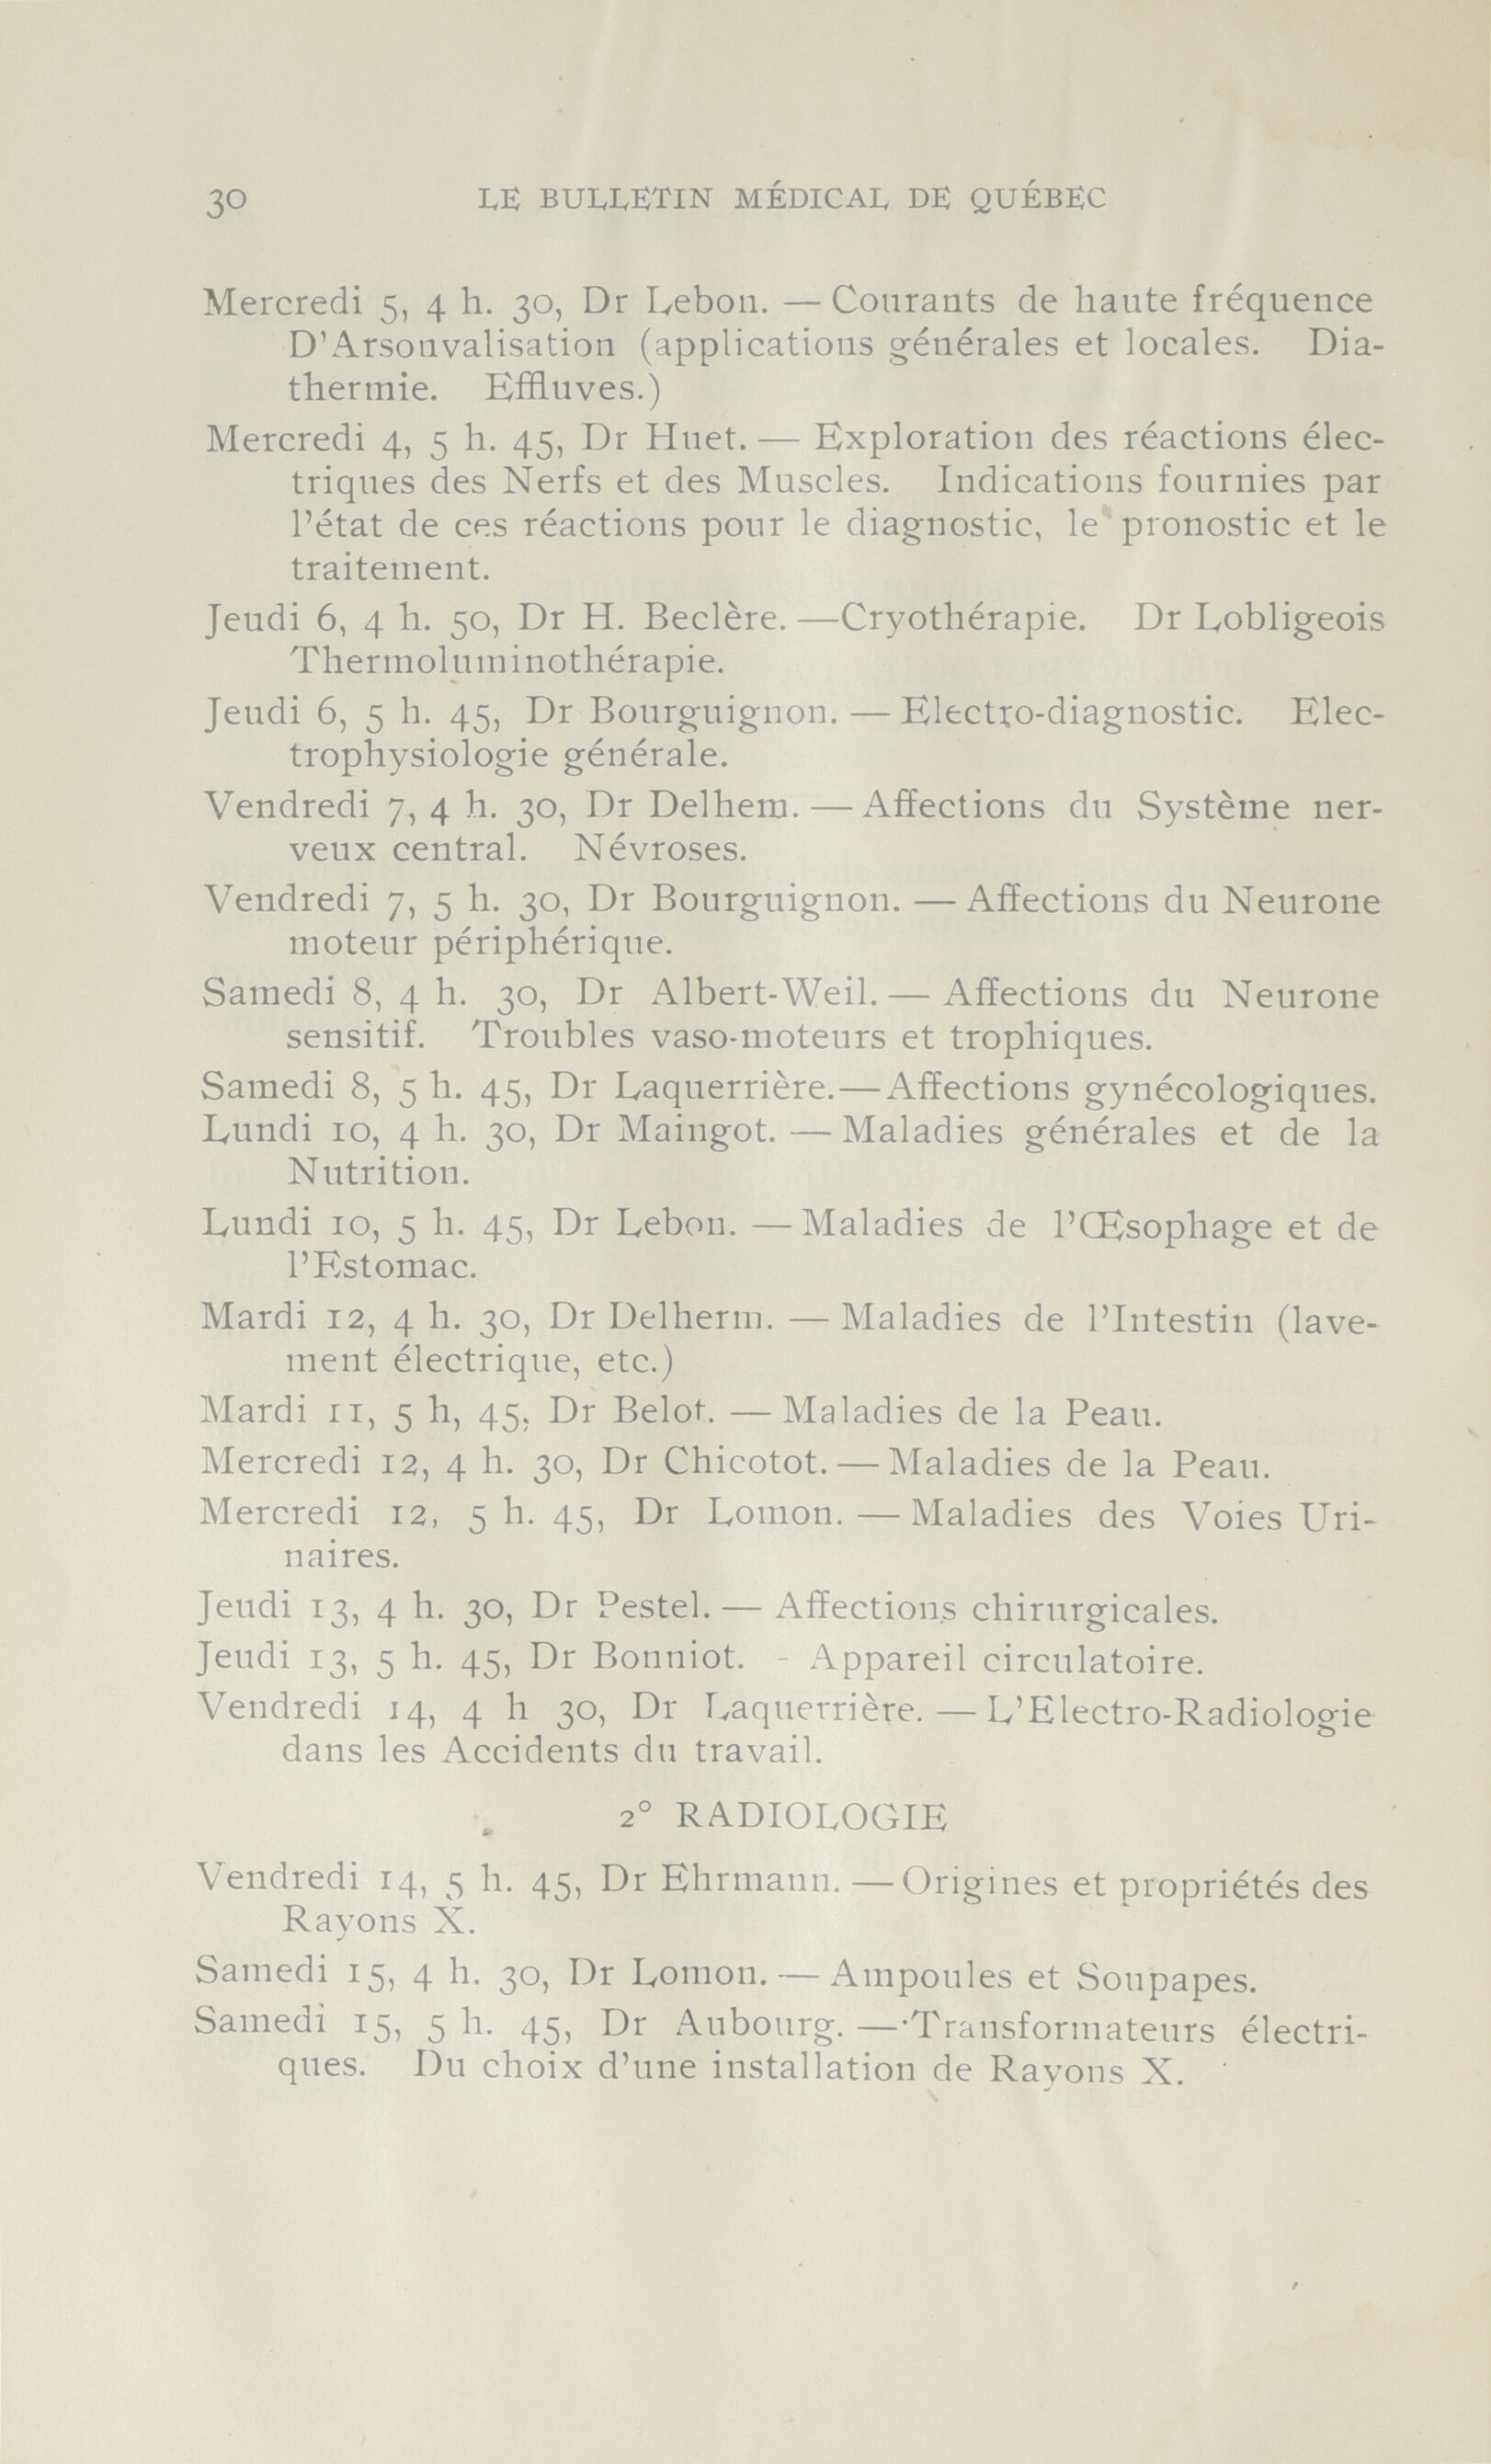 30 LE BULLETIN MÉDICAL DE QUÉBEC
Mercredi 5, 4 h. 30, Dr Lebon. — Courants de haute fréquence
D'Arsonvalisation (applications générales et locales. Dia-
thermie. Effluves.)
Mercredi 4, 5 h. 45, Dr Huet. — Exploration des réactions élec-
triques des Nerfs et des Muscles. Indications fournies par
l'état de ces réactions pour le diagnostic, le pronostic et le
traitement.
Jeudi 6, 4 h. 50, Dr H. Beclère. —Cryothérapie. Dr Lobligeois
Thermoluminothérapie.
Jeudi 6, 5 h. 45, Dr Bourguignon. — Electro-diagnostic. Elec-
trophysiologie générale.
Vendredi 7, 4 h. 30, Dr Delhem. — Affections du Système ner-
veux central. Névroses.
Vendredi 7, 5 h. 30, Dr Bourguignon. — Affections du Neurone
moteur périphérique.
Samedi 8, 4 h. 30, Dr Albert-Weil. — Affections du Neurone
sensitif. Troubles vaso-moteurs et trophiques.
Samedi 8, 5 h. 45, Dr Laquerrière.—Affections gynécologiques.
Lundi 10, 4 h. 30, Dr Maingot. — Maladies générales et de la
Nutrition.
Lundi 10, 5 h. 45, Dr Lebon. — Maladies de l'Œsophage et de
l'Estomac.
Mardi 12, 4 h. 30, Dr Delherm. — Maladies de l'Intestin (lave-
ment électrique, etc.)
Mardi 11, 5 h, 45, Dr Belot. — Maladies de la Peau.
Mercredi 12, 4 h. 30, Dr Chicotot. — Maladies de la Peau.
Mercredi 12, 5 h. 45, Dr Lomon. — Maladies des Voies Uri-
naires.
Jeudi 13, 4 h. 30, Dr Pestel. — Affections chirurgicales.
Jeudi 13, 5 h. 45, Dr Bonniot. - Appareil circulatoire.
Vendredi 14, 4 h 30, Dr Laquerrière. — L'Electro-Radiologie
dans les Accidents du travail.
2° RADIOLOGIE
Vendredi 14, 5 h. 45, Dr Ehrmann. — Origines et propriétés des
Rayons X.
Samedi 15, 4 h. 30, Dr Lomon. — Ampoules et Soupapes.
Samedi 15, 5 h. 45, Dr Aubourg. — Transformateurs électri-
ques. Du choix d'une installation de Rayons X.